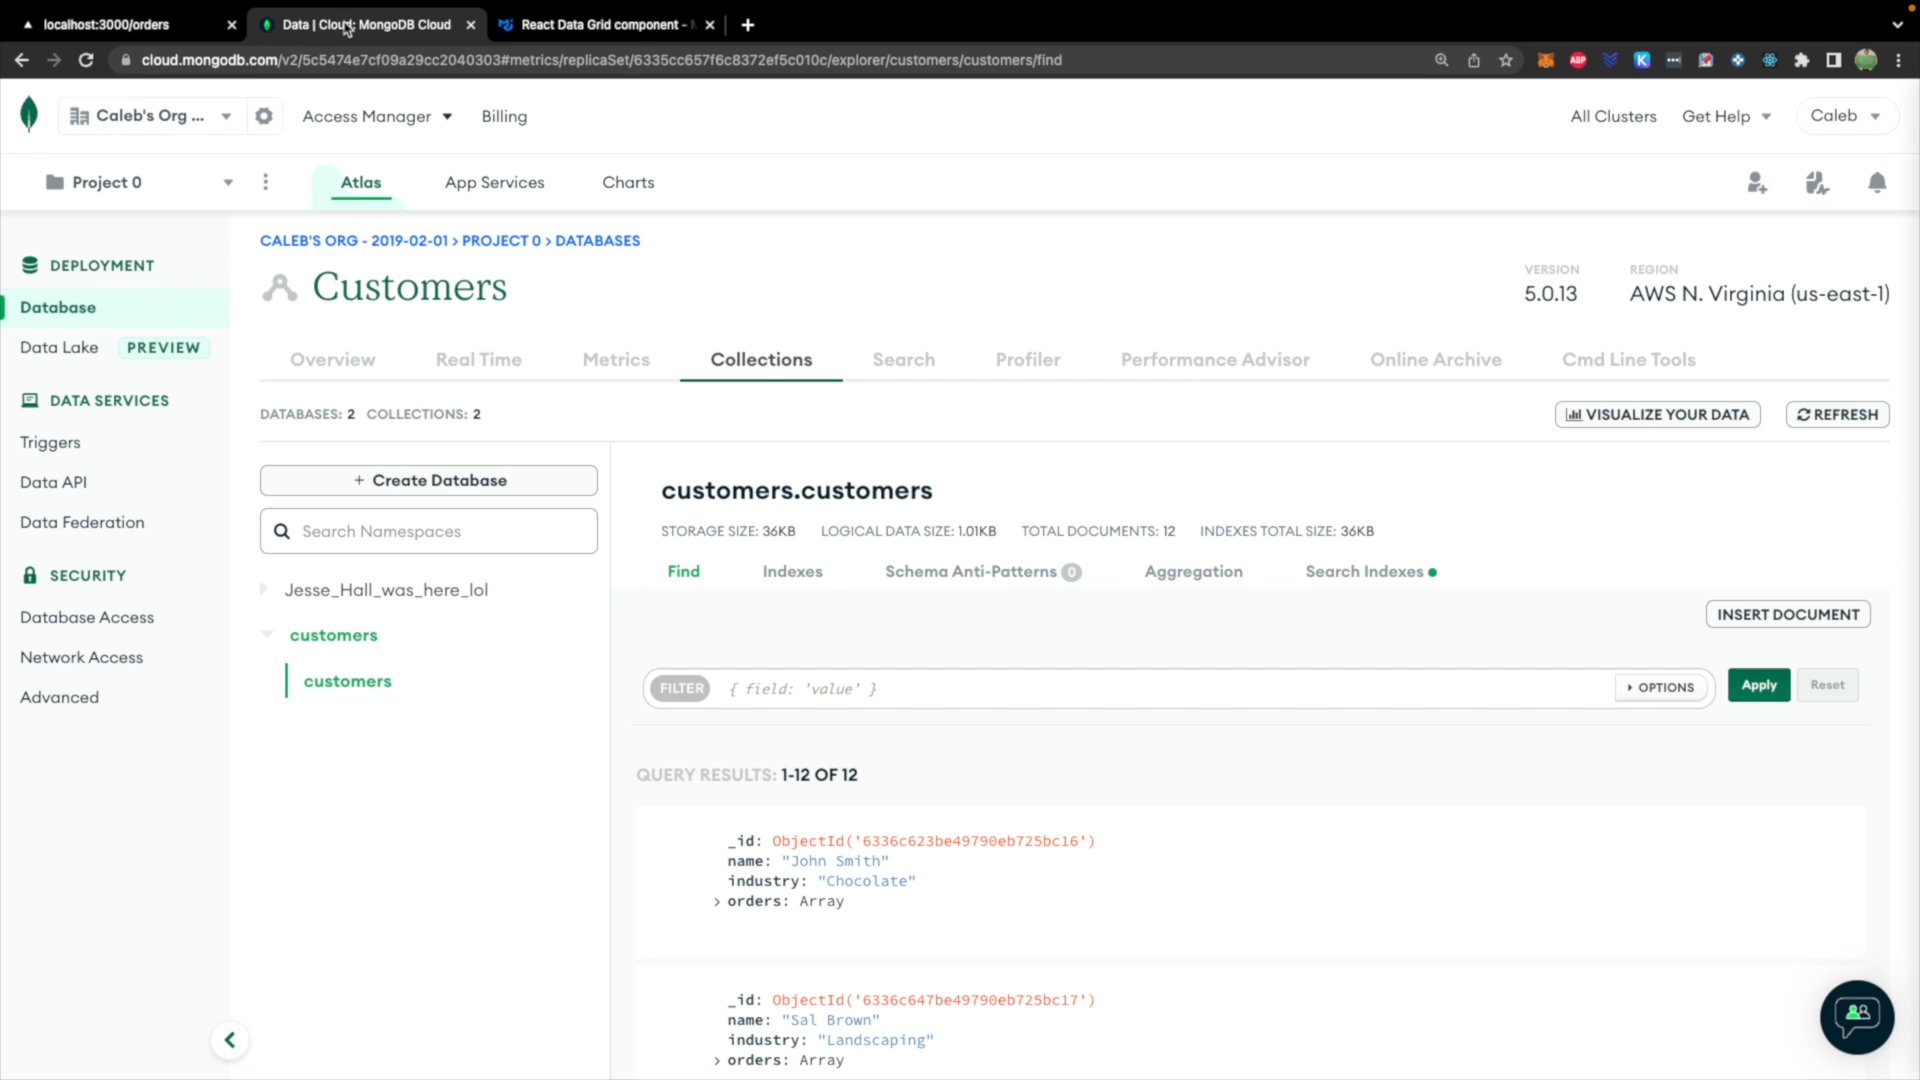 localhost:3000/orders
Data | Cloud: MongoDB Cloud
React Data Grid component -
cloud.mongodb.com/v2/5c5474e7cf09a29cc2040303#metrics/replicaSet/6335cc657f6c8372ef5c010c/explorer/customers/customers/find
ABP
K
Caleb's Org ...
Access Manager
Billing
All Clusters
Get Help
Caleb
Project 0
Atlas
App Services
Charts
DEPLOYMENT
Database
Data Lake PREVIEW
DATA SERVICES
Triggers
Data API
Data Federation
SECURITY
Database Access
Network Access
Advanced
CALEB'S ORG - 2019-02-01 > PROJECT 0 > DATABASES
Customers
VERSION
5.0.13
REGION
AWS N. Virginia (us-east-1)
Overview
Real Time
Metrics
Collections
Search
Profiler
Performance Advisor
Online Archive
Cmd Line Tools
DATABASES: 2 COLLECTIONS: 2
VISUALIZE YOUR DATA
REFRESH
+ Create Database
Search Namespaces
Jesse_Hall_was_here_lol
customers
customers
customers.customers
STORAGE SIZE: 36KB LOGICAL DATA SIZE: 1.01KB TOTAL DOCUMENTS: 12 INDEXES TOTAL SIZE: 36KB
Find
Indexes
Schema Anti-Patterns 0
Aggregation
Search Indexes
INSERT DOCUMENT
FILTER { field: 'value' }
OPTIONS
Apply
Reset
QUERY RESULTS: 1-12 OF 12
_id: ObjectId('6336c623be49790eb725bc16')
name: "John Smith"
industry: "Chocolate"
> orders: Array
_id: ObjectId('6336c647be49790eb725bc17')
name: "Sal Brown"
industry: "Landscaping"
> orders: Array